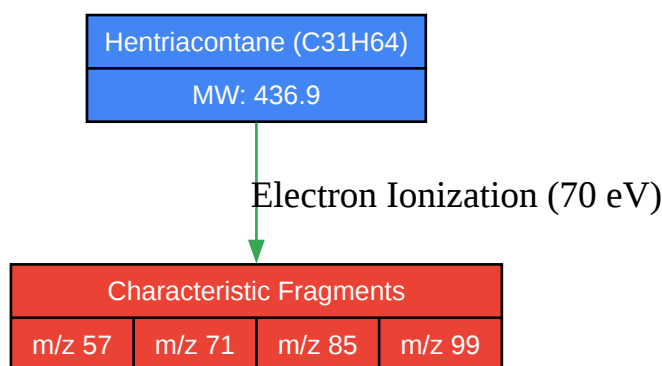 Hentriacontane (C31H64)
MW: 436.9
Electron Ionization (70 eV)
Characteristic Fragments
m/z 57 m/z 71 m/z 85 m/z 99